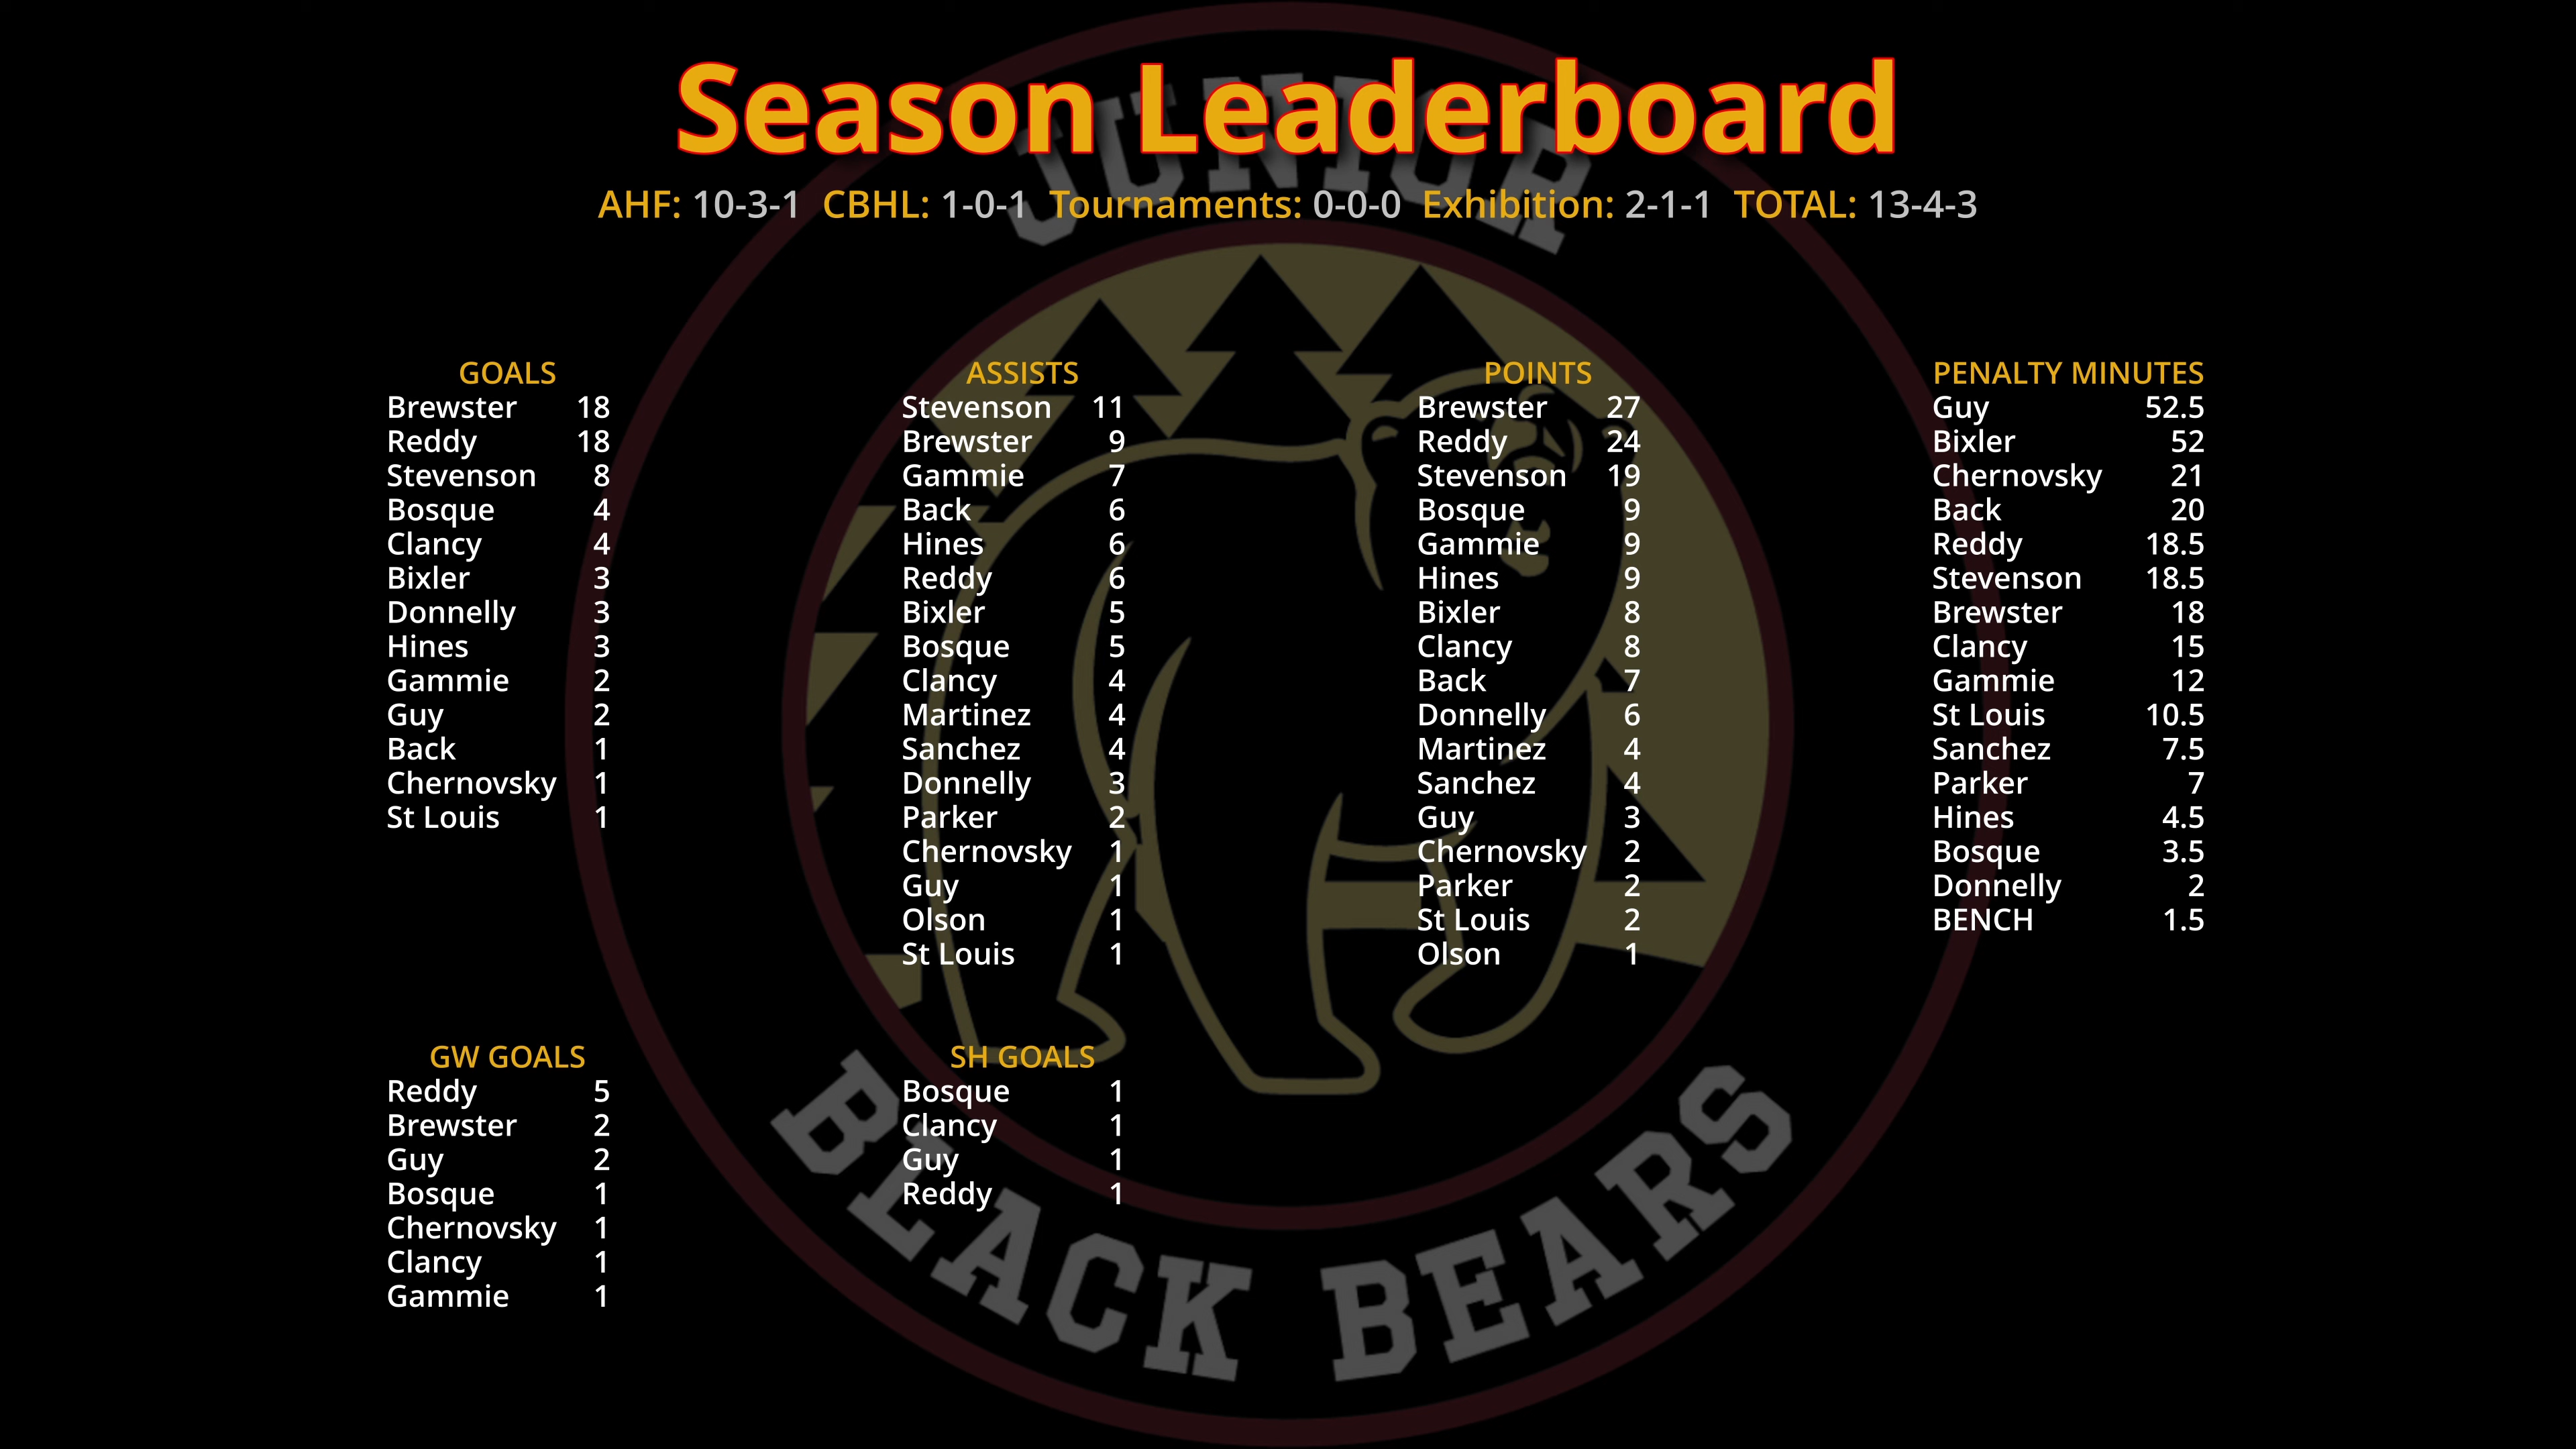 Season Leaderboard
JUNIOR
AHF: 10-3-1 CBHL: 1-0-1 Tournaments: 0-0-0 Exhibition: 2-1-1 TOTAL: 13-4-3
GOALS
Brewster 18
Reddy 18
Stevenson 8
Bosque 4
Clancy 4
Bixler 3
Donnelly 3
Hines 3
Gammie 2
Guy 2
Back 1
Chernovsky 1
St Louis 1
ASSISTS
Stevenson 11
Brewster 9
Gammie 7
Back 6
Hines 6
Reddy 6
Bixler 5
Bosque 5
Clancy 4
Martinez 4
Sanchez 4
Donnelly 3
Parker 2
Chernovsky 1
Guy 1
Olson 1
St Louis 1
POINTS
Brewster 27
Reddy 24
Stevenson 19
Bosque 9
Gammie 9
Hines 9
Bixler 8
Clancy 8
Back 7
Donnelly 6
Martinez 4
Sanchez 4
Guy 3
Chernovsky 2
Parker 2
St Louis 2
Olson 1
PENALTY MINUTES
Guy 52.5
Bixler 52
Chernovsky 21
Back 20
Reddy 18.5
Stevenson 18.5
Brewster 18
Clancy 15
Gammie 12
St Louis 10.5
Sanchez 7.5
Parker 7
Hines 4.5
Bosque 3.5
Donnelly 2
BENCH 1.5
GW GOALS
Reddy 5
Brewster 2
Guy 2
Bosque 1
Chernovsky 1
Clancy 1
Gammie 1
SH GOALS
Bosque 1
Clancy 1
Guy 1
Reddy 1
BLACK BEARS